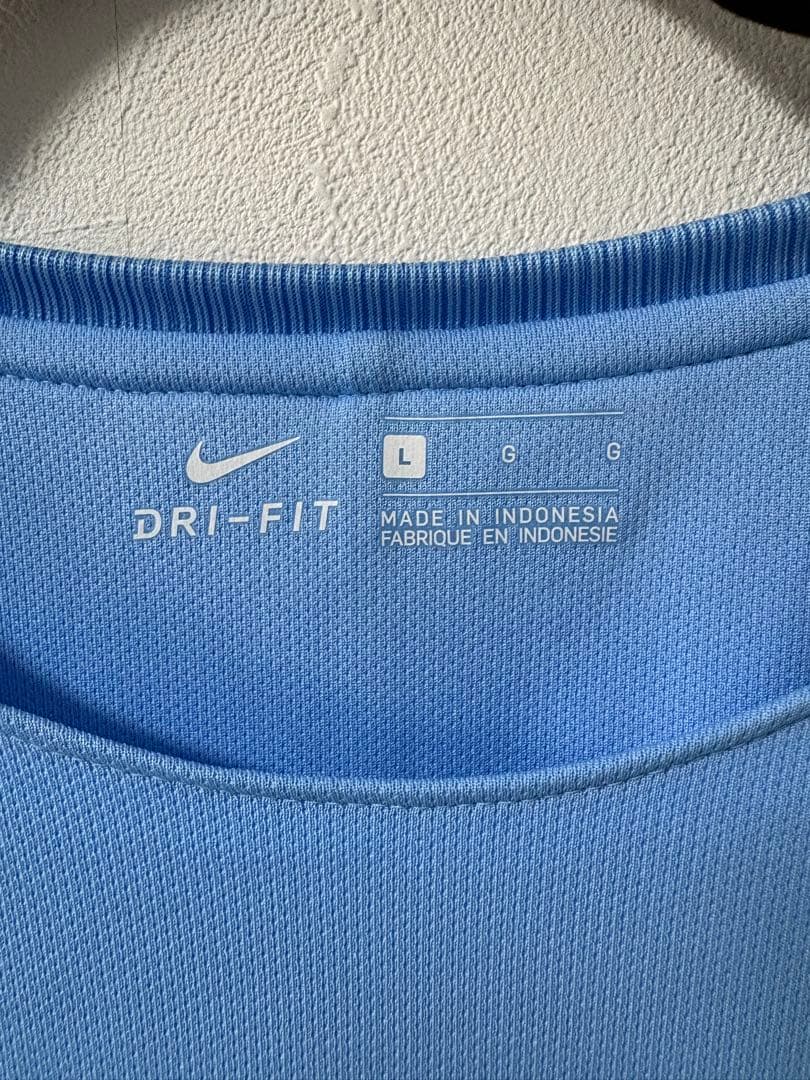 DRI-FIT
L G G
MADE IN INDONESIA
FABRIQUE EN INDONESIE